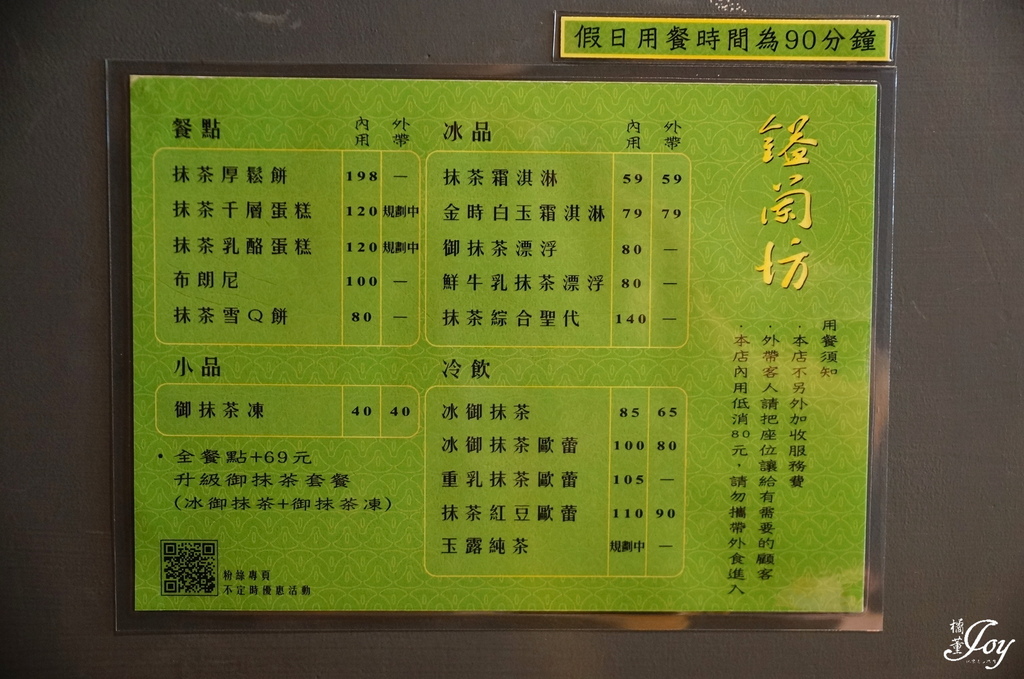 假日用餐時間為90分鐘
鎰蘭坊
餐點 內用 外帶
抹茶厚鬆餅 198 —
抹茶千層蛋糕 120 規劃中
抹茶乳酪蛋糕 120 規劃中
布朗尼 100 —
抹茶雪Q餅 80 —
小品
御抹茶凍 40 40
・全餐點+69元
升級御抹茶套餐
(冰御抹茶+御抹茶凍)
粉絲專頁
不定時優惠活動
冰品 內用 外帶
抹茶霜淇淋 59 59
金時白玉霜淇淋 79 79
御抹茶漂浮 80 —
鮮牛乳抹茶漂浮 80 —
抹茶綜合聖代 140 —
冷飲
冰御抹茶 85 65
冰御抹茶歐蕾 100 80
重乳抹茶歐蕾 105 —
抹茶紅豆歐蕾 110 90
玉露純茶 規劃中 —
用餐須知
・本店不另外加收服務費
・外帶客人請把座位讓給有需要的顧客
・本店內用低消80元，請勿攜帶外食進入
Joy